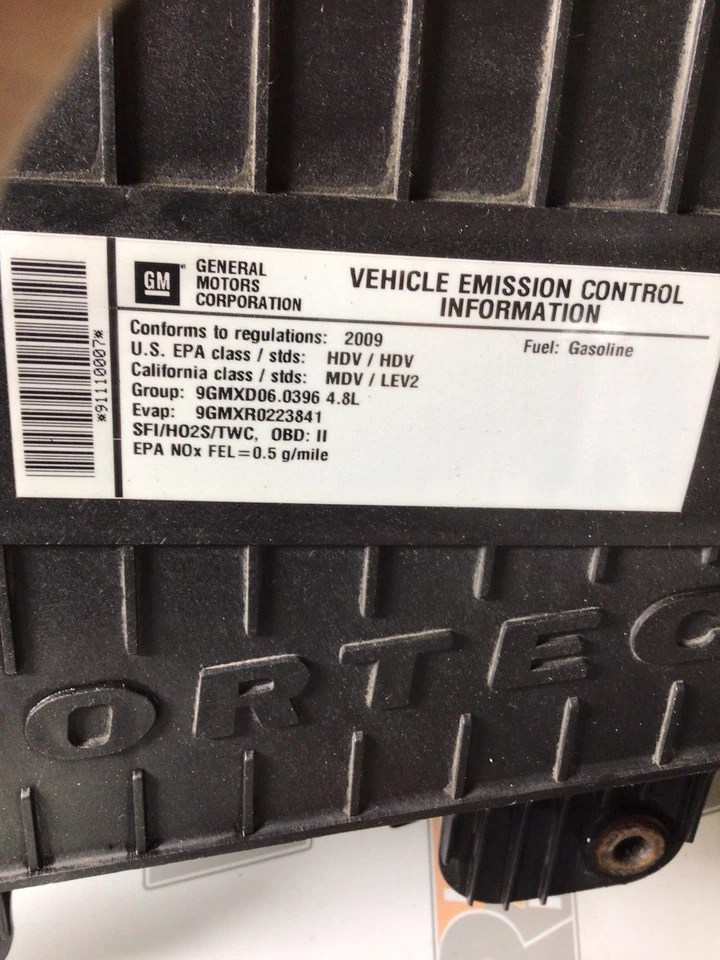 GM
GENERAL
MOTORS
CORPORATION
VEHICLE EMISSION CONTROL
INFORMATION
Conforms to regulations: 2009
Fuel: Gasoline
U.S. EPA class / stds: HDV / HDV
California class / stds: MDV / LEV2
Group: 9GMXD06.0396 4.8L
Evap: 9GMXR0223841
SFI/HO2S/TWC, OBD: II
EPA NOx FEL=0.5 g/mile
*91110007*
ORTEC